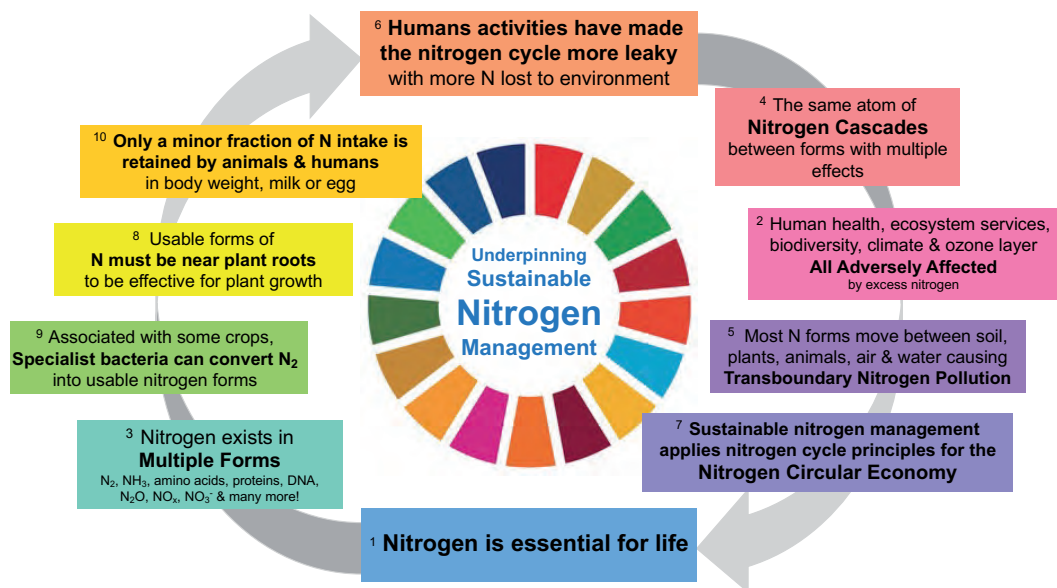 ⁶ Humans activities have made
the nitrogen cycle more leaky
with more N lost to environment
⁴ The same atom of
Nitrogen Cascades
between forms with multiple
effects
² Human health, ecosystem services,
biodiversity, climate & ozone layer
All Adversely Affected
by excess nitrogen
⁵ Most N forms move between soil,
plants, animals, air & water causing
Transboundary Nitrogen Pollution
⁷ Sustainable nitrogen management
applies nitrogen cycle principles for the
Nitrogen Circular Economy
¹ Nitrogen is essential for life
³ Nitrogen exists in
Multiple Forms
N₂, NH₃, amino acids, proteins, DNA,
N₂O, NOₓ, NO₃⁻ & many more!
⁹ Associated with some crops,
Specialist bacteria can convert N₂
into usable nitrogen forms
⁸ Usable forms of
N must be near plant roots
to be effective for plant growth
¹⁰ Only a minor fraction of N intake is
retained by animals & humans
in body weight, milk or egg
Underpinning
Sustainable
Nitrogen
Management